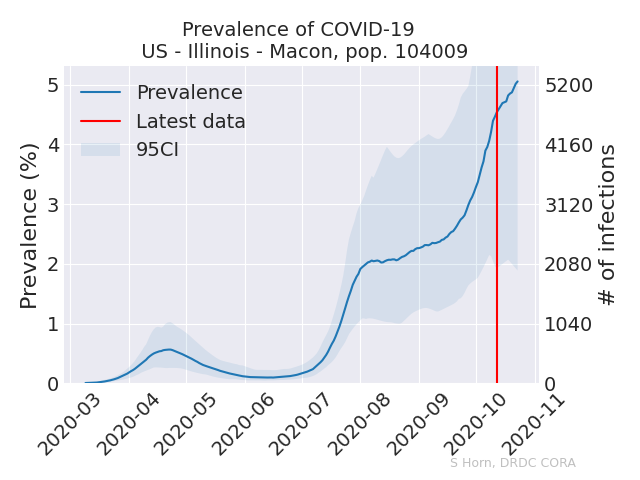 Prevalence of COVID-19
US - Illinois - Macon, pop. 104009
Prevalence
Latest data
95CI
Prevalence (%)
5
4
3
2
1
0
5200
4160
3120
2080
1040
0
# of infections
2020-03
2020-04
2020-05
2020-06
2020-07
2020-08
2020-09
2020-10
2020-11
S Horn, DRDC CORA